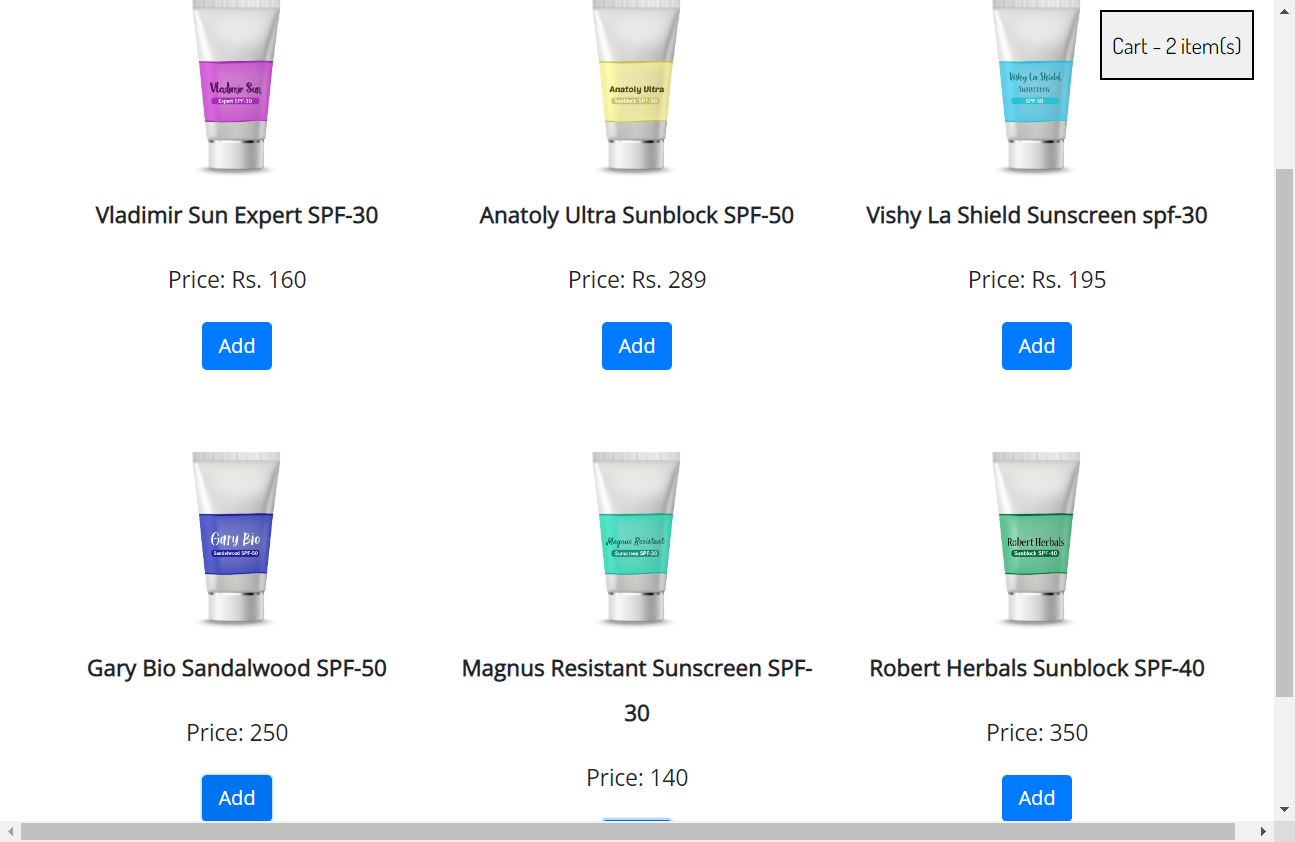 Cart - 2 item(s)
Vladimir Sun
Expert SPF-30
Anatoly Ultra
Sunblock SPF-50
Vishy La Shield
Sunscreen
SPF-30
Vladimir Sun Expert SPF-30
Anatoly Ultra Sunblock SPF-50
Vishy La Shield Sunscreen spf-30
Price: Rs. 160
Price: Rs. 289
Price: Rs. 195
Add
Add
Add
Gary Bio
Sandalwood SPF-50
Magnus Resistant
Sunscreen SPF-30
Robert Herbals
Sunblock SPF-40
Gary Bio Sandalwood SPF-50
Magnus Resistant Sunscreen SPF-
30
Robert Herbals Sunblock SPF-40
Price: 250
Price: 140
Price: 350
Add
Add